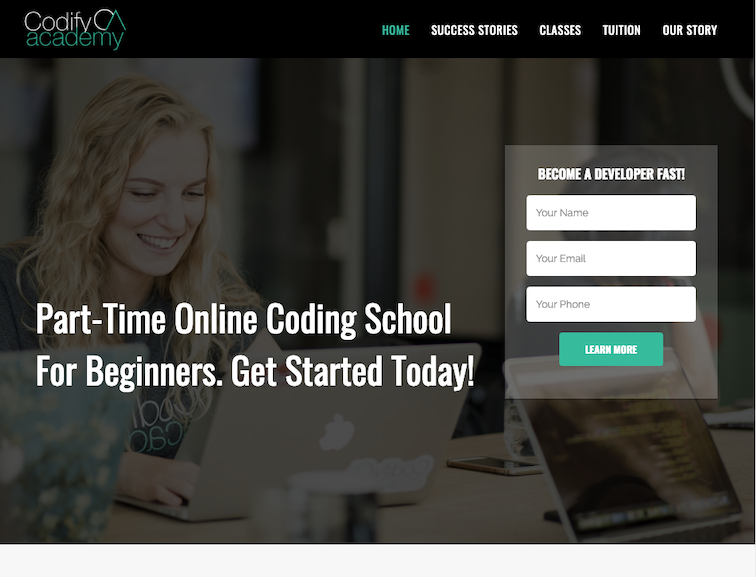 Codify CA
academy
HOME SUCCESS STORIES CLASSES TUITION OUR STORY
BECOME A DEVELOPER FAST!
Your Name
Your Email
Your Phone
LEARN MORE
Part-Time Online Coding School
For Beginners. Get Started Today!